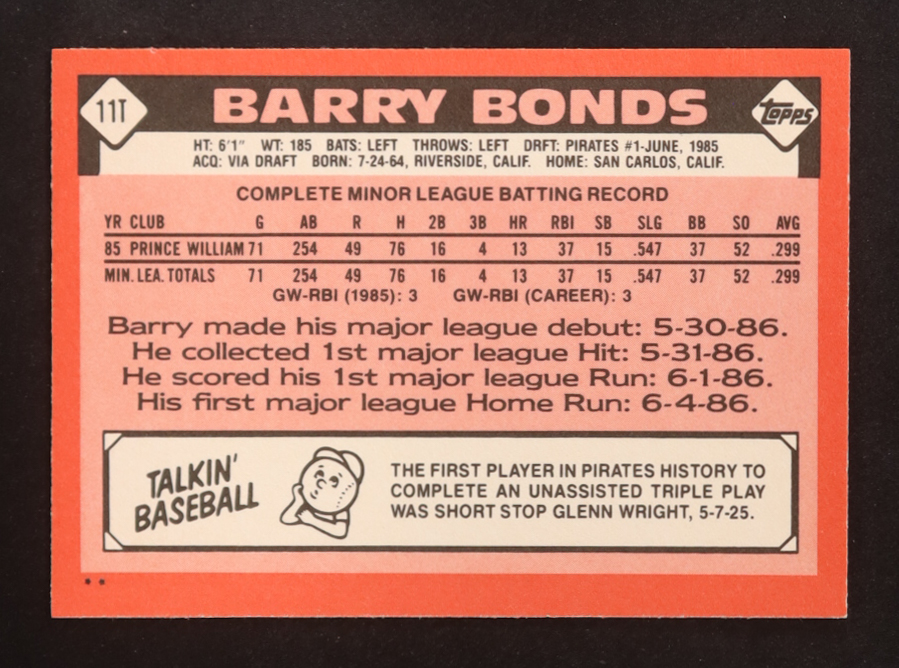 11T BARRY BONDS Topps
HT: 6'1" WT: 185 BATS: LEFT THROWS: LEFT DRFT: PIRATES #1-JUNE, 1985
ACQ: VIA DRAFT BORN: 7-24-64, RIVERSIDE, CALIF. HOME: SAN CARLOS, CALIF.
COMPLETE MINOR LEAGUE BATTING RECORD
YR CLUB G AB R H 2B 3B HR RBI SB SLG BB SO AVG
85 PRINCE WILLIAM 71 254 49 76 16 4 13 37 15 .547 37 52 .299
MIN. LEA. TOTALS 71 254 49 76 16 4 13 37 15 .547 37 52 .299
GW-RBI (1985): 3 GW-RBI (CAREER): 3
Barry made his major league debut: 5-30-86.
He collected 1st major league Hit: 5-31-86.
He scored his 1st major league Run: 6-1-86.
His first major league Home Run: 6-4-86.
TALKIN'
BASEBALL
THE FIRST PLAYER IN PIRATES HISTORY TO
COMPLETE AN UNASSISTED TRIPLE PLAY
WAS SHORT STOP GLENN WRIGHT, 5-7-25.